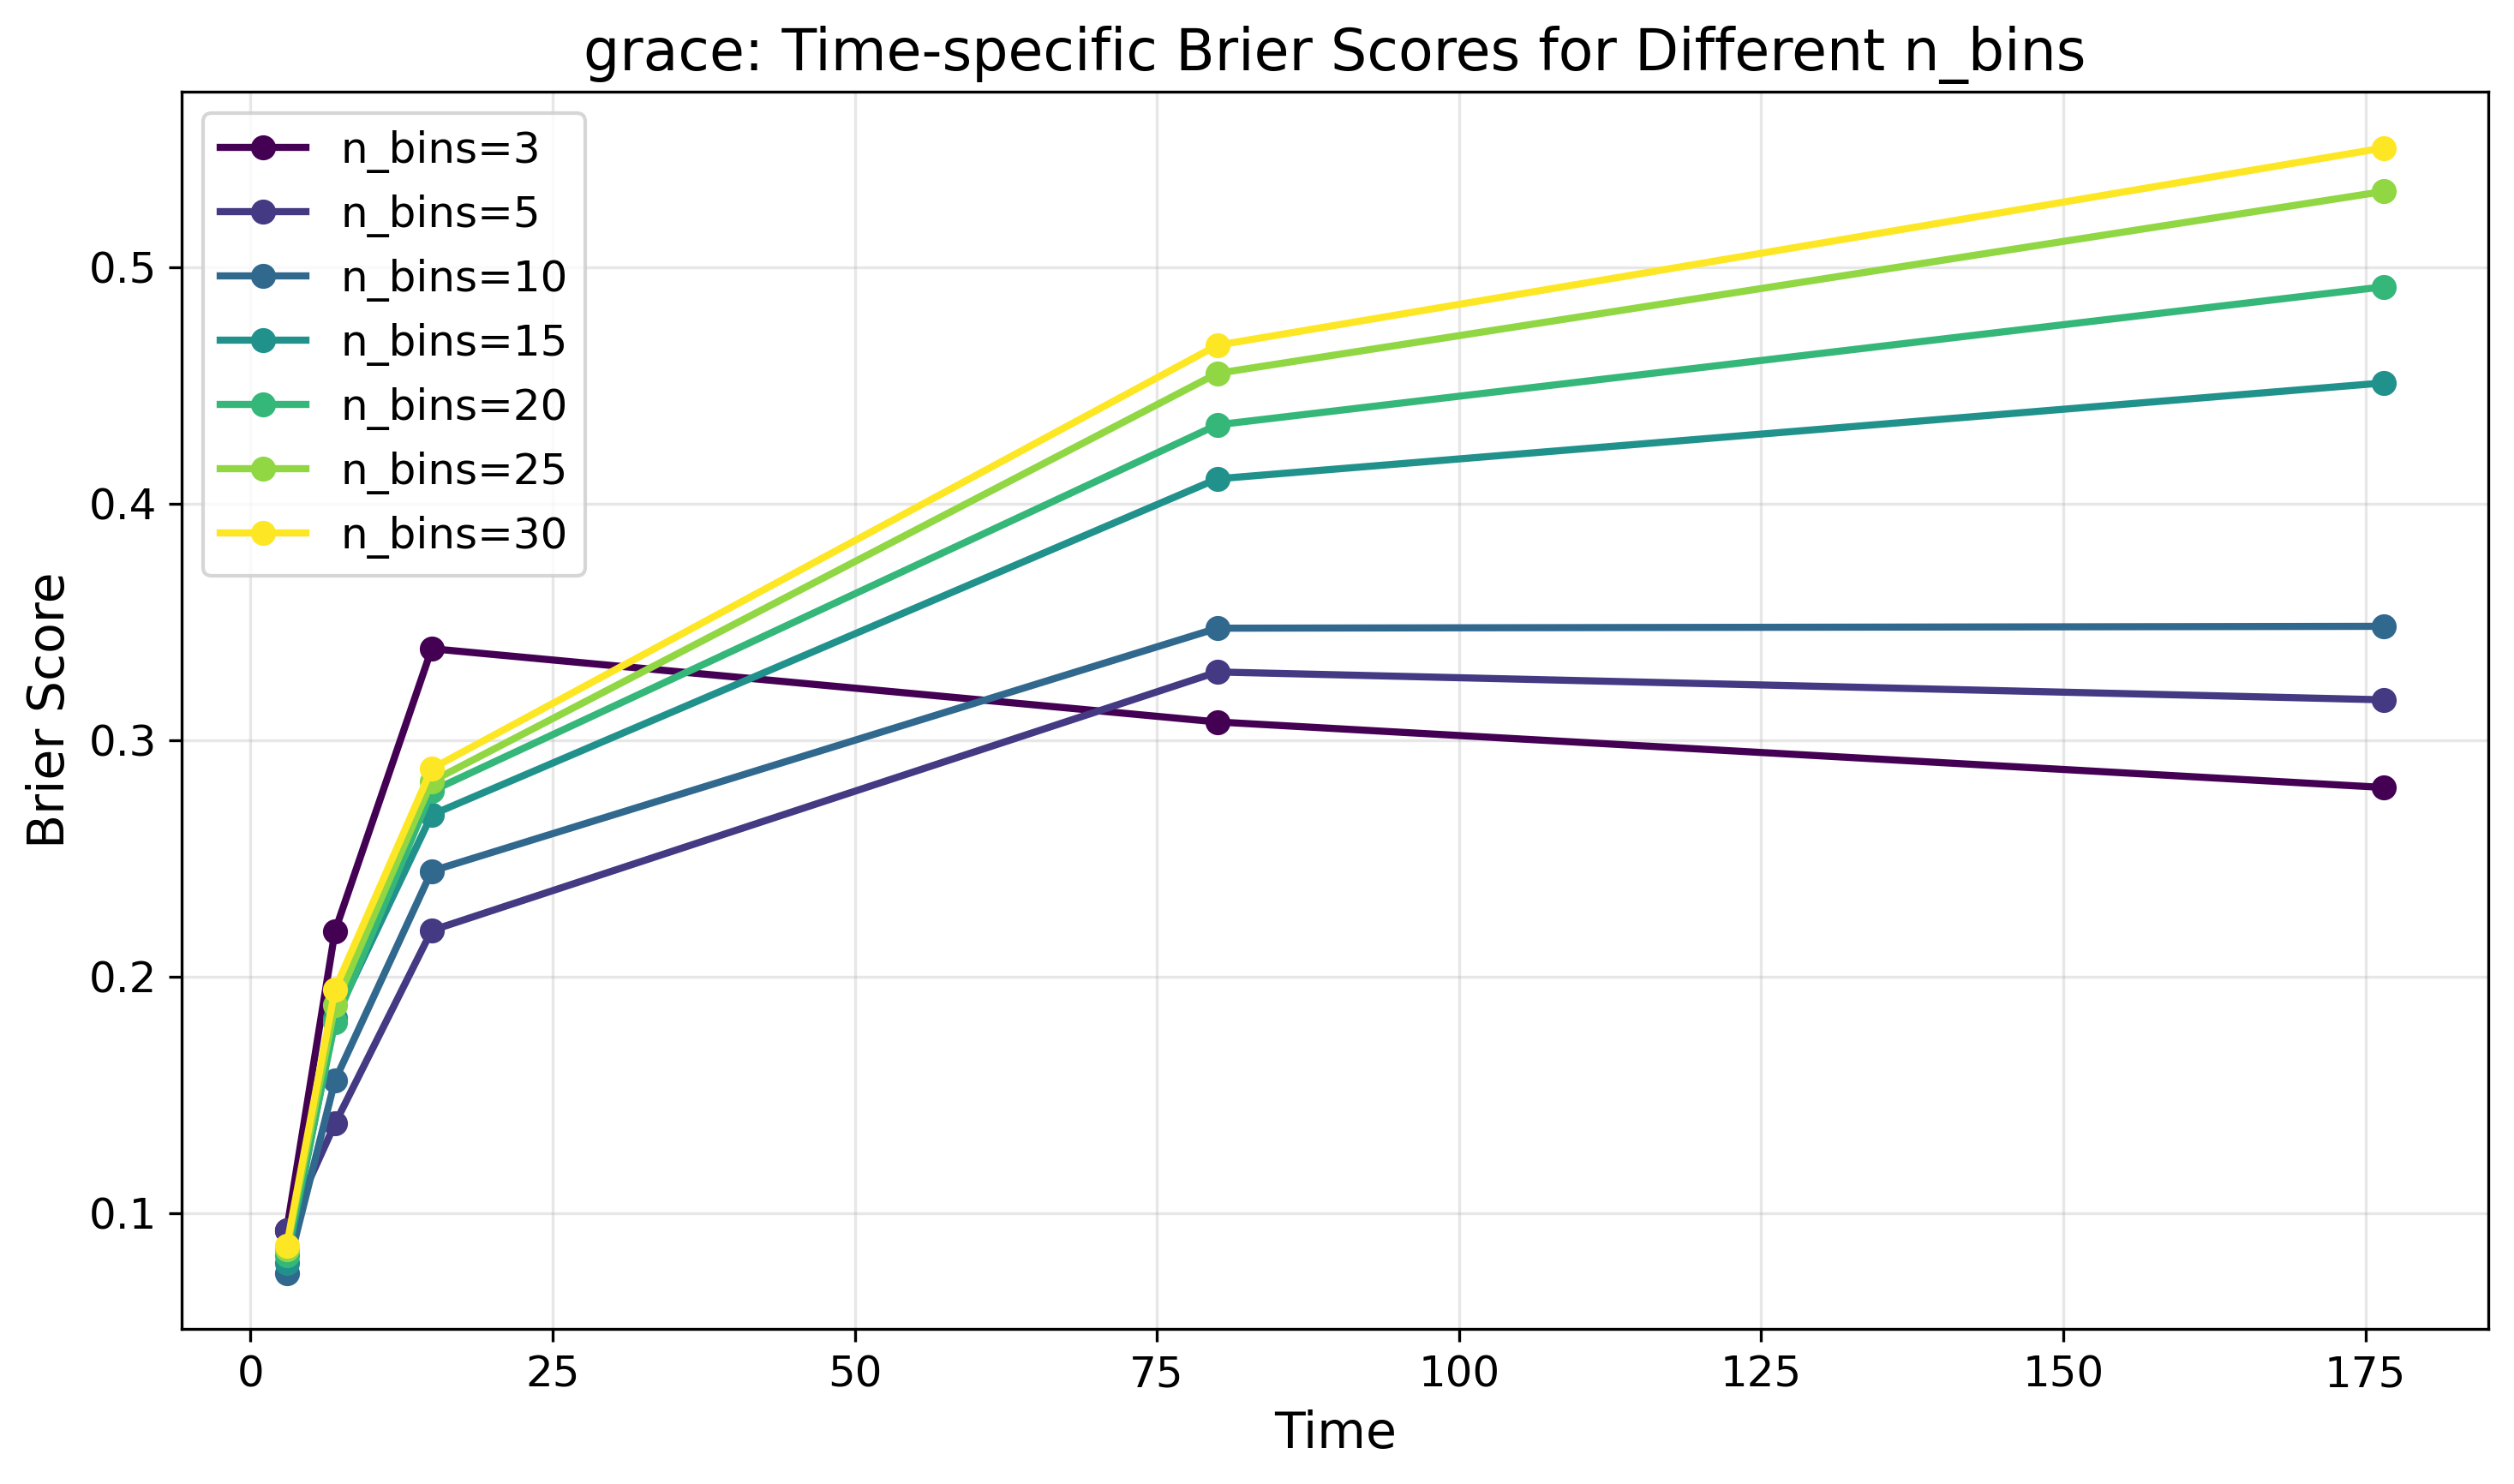 grace: Time-specific Brier Scores for Different n_bins
n_bins=3
n_bins=5
n_bins=10
n_bins=15
n_bins=20
n_bins=25
n_bins=30
Brier Score
0.5
0.4
0.3
0.2
0.1
0 25 50 75 100 125 150 175
Time